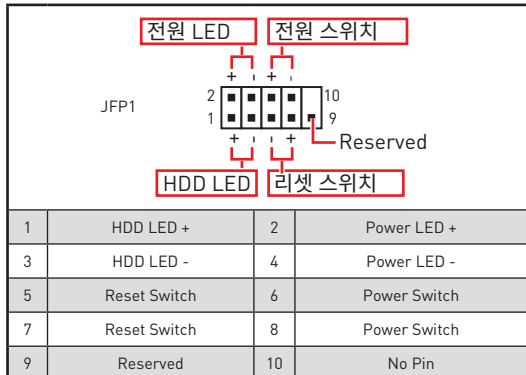 전원 LED 전원 스위치
+ - + -
JFP1
2 10
1 9
+ - - +
Reserved
HDD LED 리셋 스위치
1 HDD LED + 2 Power LED +
3 HDD LED - 4 Power LED -
5 Reset Switch 6 Power Switch
7 Reset Switch 8 Power Switch
9 Reserved 10 No Pin